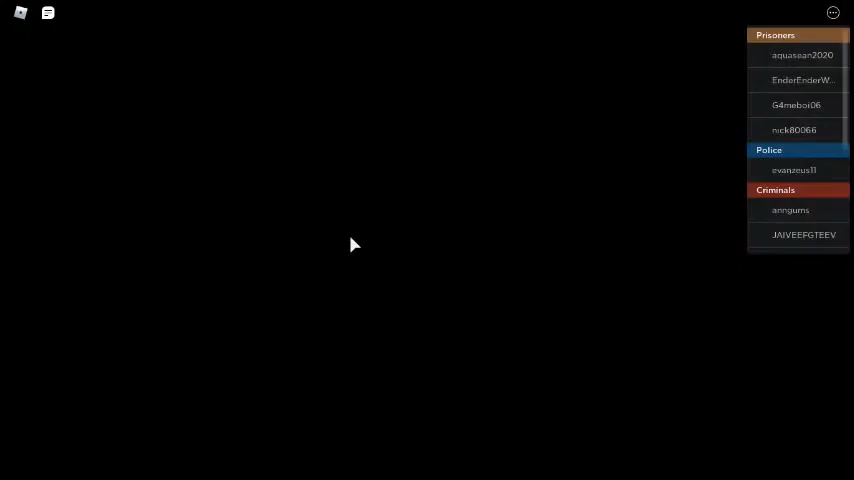 Prisoners
aquasean2020
EnderEnderW...
G4meboi06
nick80066
Police
evanzeus11
Criminals
anngums
JAIVEEFGTEEV